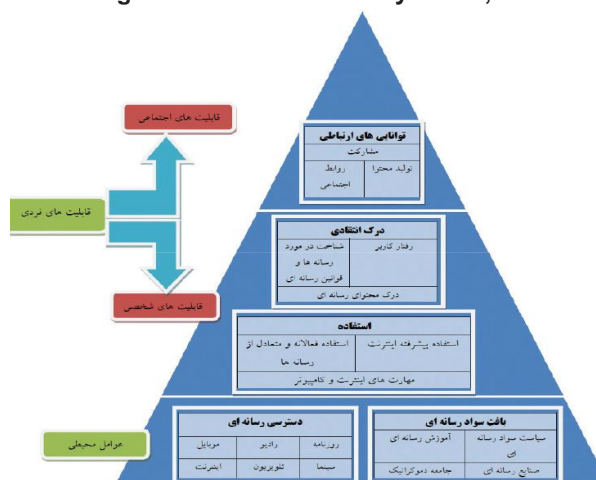 توانایی های ارتباطی
مشارکت
تولید محتوا
روابط
اجتماعی
قابلیت های اجتماعی
قابلیت های فردی
قابلیت های شخصی
درک انتقادی
رفتار کاربر
شناخت در مورد
رسانه ها و
قوانین رسانه ای
درک محتوای رسانه ای
استفاده
استفاده پیشرفته اینترنت
استفاده فعالانه و متعادل از
رسانه ها
مهارت های اینترنت و کامپیوتر
عوامل محیطی
بافت سواد رسانه ای
سیاست سواد رسانه
ای
آموزش رسانه ای
صنایع رسانه ای
جامعه دموکراتیک
دسترسی رسانه ای
روزنامه
رادیو
موبایل
سینما
تلویزیون
اینترنت